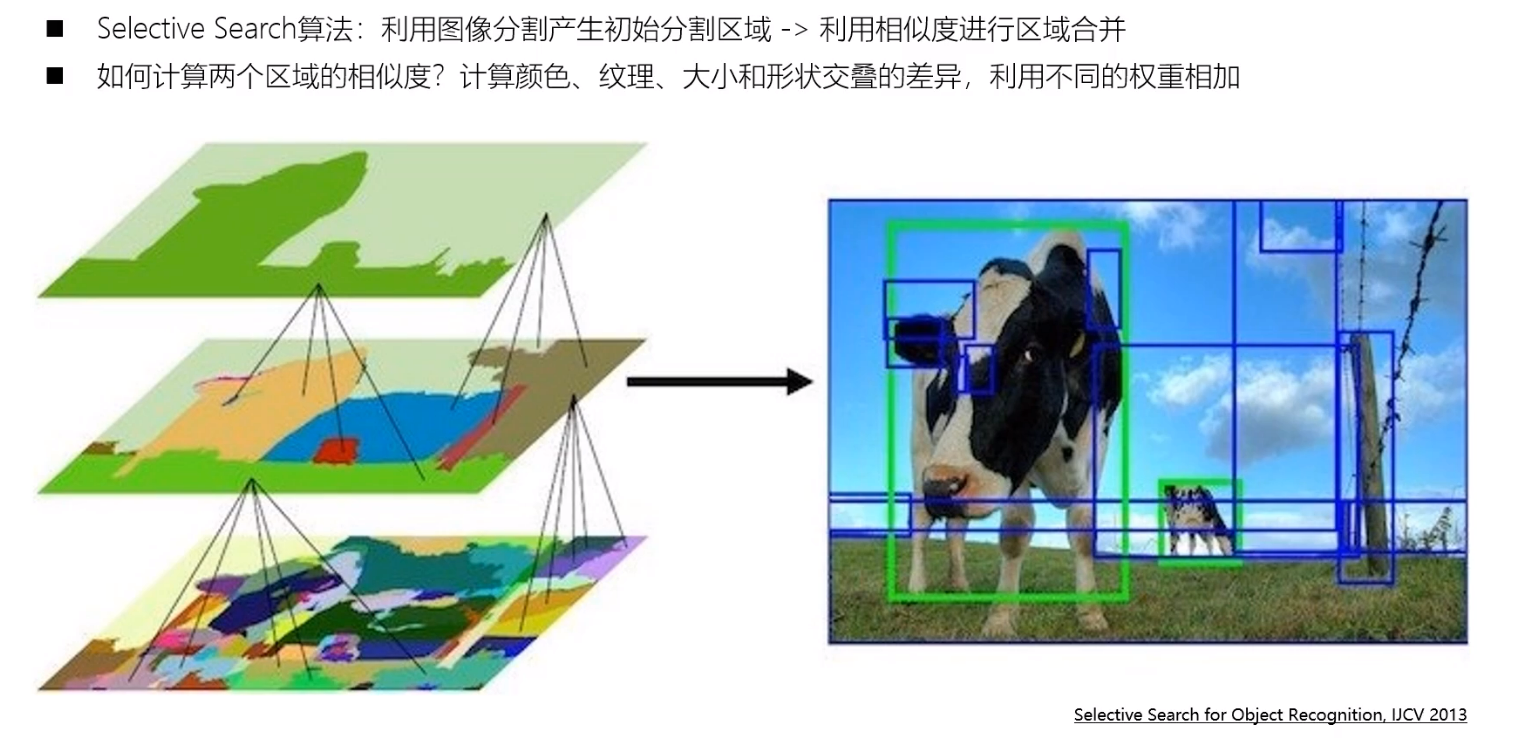 ■ Selective Search算法：利用图像分割产生初始分割区域 -> 利用相似度进行区域合并
■ 如何计算两个区域的相似度？计算颜色、纹理、大小和形状交叠的差异，利用不同的权重相加
Selective Search for Object Recognition, IJCV 2013